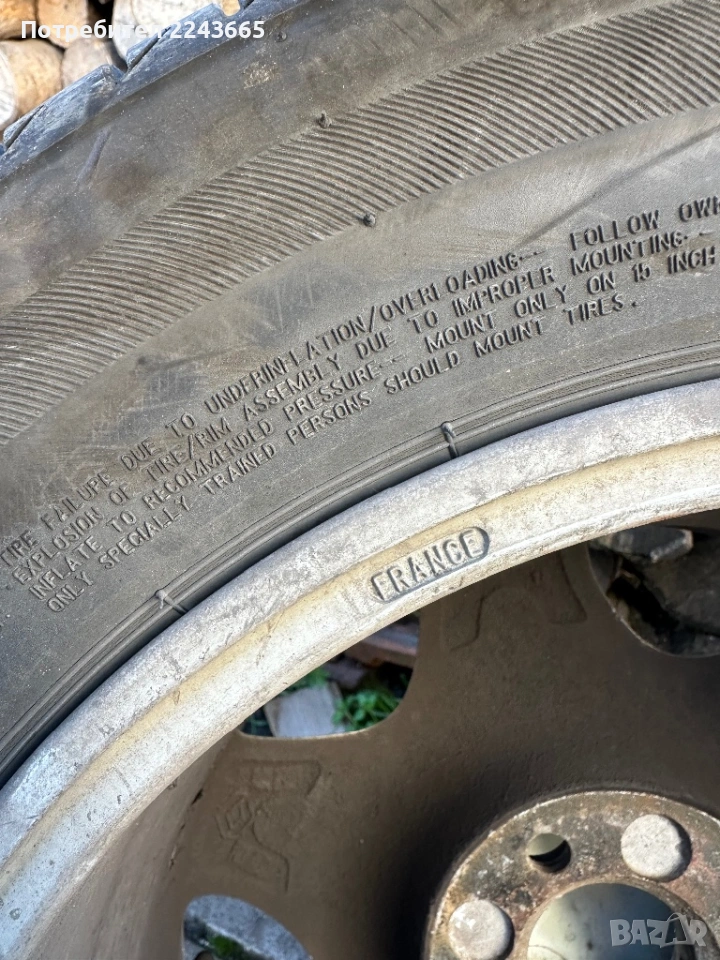 Потребител 2243665
TIRE FAILURE DUE TO UNDERINFLATION/OVERLOADING-- FOLLOW OWN
EXPLOSION OF TIRE/RIM ASSEMBLY DUE TO IMPROPER MOUNTING--
INFLATE TO RECOMMENDED PRESSURE-- MOUNT ONLY ON 15 INCH
ONLY SPECIALLY TRAINED PERSONS SHOULD MOUNT TIRES.
FRANCE
BAZAR